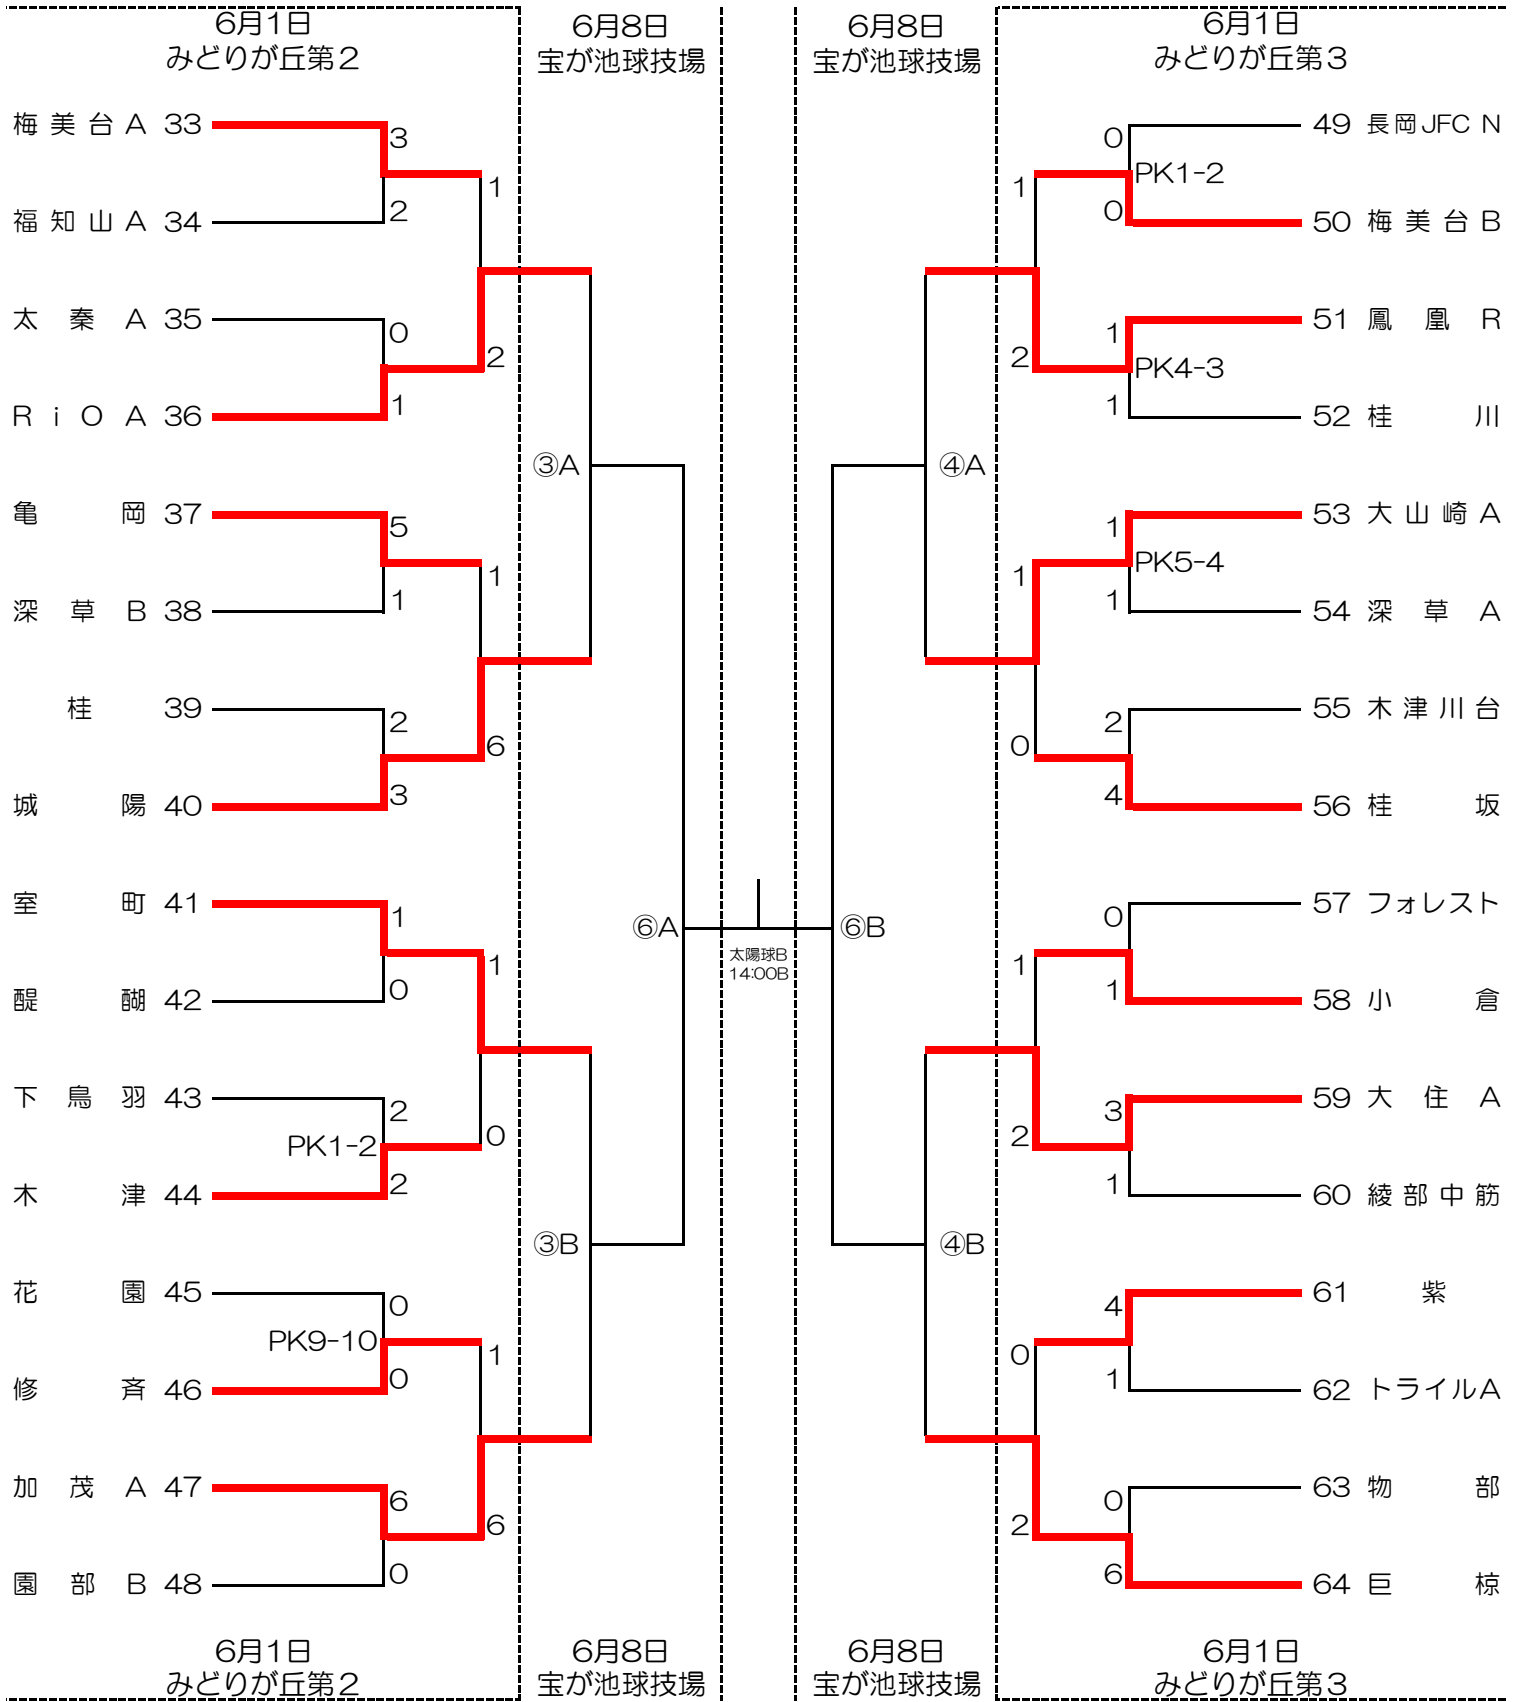 6月1日
みどりが丘第2
6月8日
宝が池球技場
6月8日
宝が池球技場
6月1日
みどりが丘第3
梅美台A 33
福知山A 34
太秦A 35
RiOA 36
亀岡 37
深草B 38
桂 39
城陽 40
室町 41
醍醐 42
下鳥羽 43
木津 44
花園 45
修斉 46
加茂A 47
園部B 48
3
2
0
1
5
1
2
3
1
0
2
PK1-2
2
0
PK9-10
0
6
0
1
2
1
6
1
0
1
6
③A
③B
⑥A
太陽球B
14:00B
⑥B
④A
④B
1
2
1
0
1
2
0
2
0
PK1-2
0
1
PK4-3
1
1
PK5-4
1
2
4
0
1
3
1
4
1
0
6
49 長岡JFC N
50 梅美台B
51 鳳凰R
52 桂川
53 大山崎A
54 深草A
55 木津川台
56 桂坂
57 フォレスト
58 小倉
59 大住A
60 綾部中筋
61 紫
62 トライルA
63 物部
64 巨椋
6月1日
みどりが丘第2
6月8日
宝が池球技場
6月8日
宝が池球技場
6月1日
みどりが丘第3